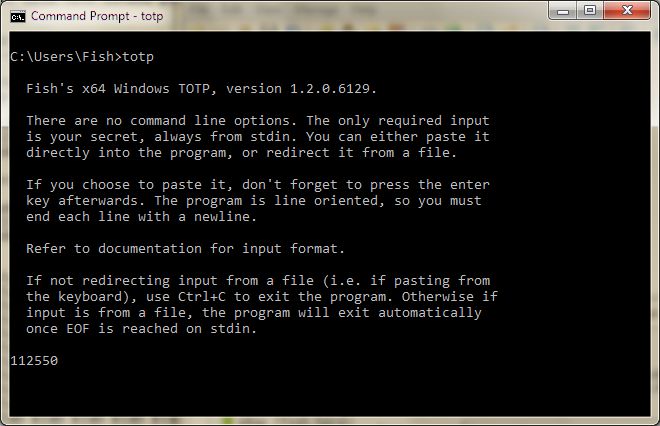 Command Prompt - totp
C:\Users\Fish>totp
Fish's x64 Windows TOTP, version 1.2.0.6129.
There are no command line options. The only required input
is your secret, always from stdin. You can either paste it
directly into the program, or redirect it from a file.
If you choose to paste it, don't forget to press the enter
key afterwards. The program is line oriented, so you must
end each line with a newline.
Refer to documentation for input format.
If not redirecting input from a file (i.e. if pasting from
the keyboard), use Ctrl+C to exit the program. Otherwise if
input is from a file, the program will exit automatically
once EOF is reached on stdin.
112550